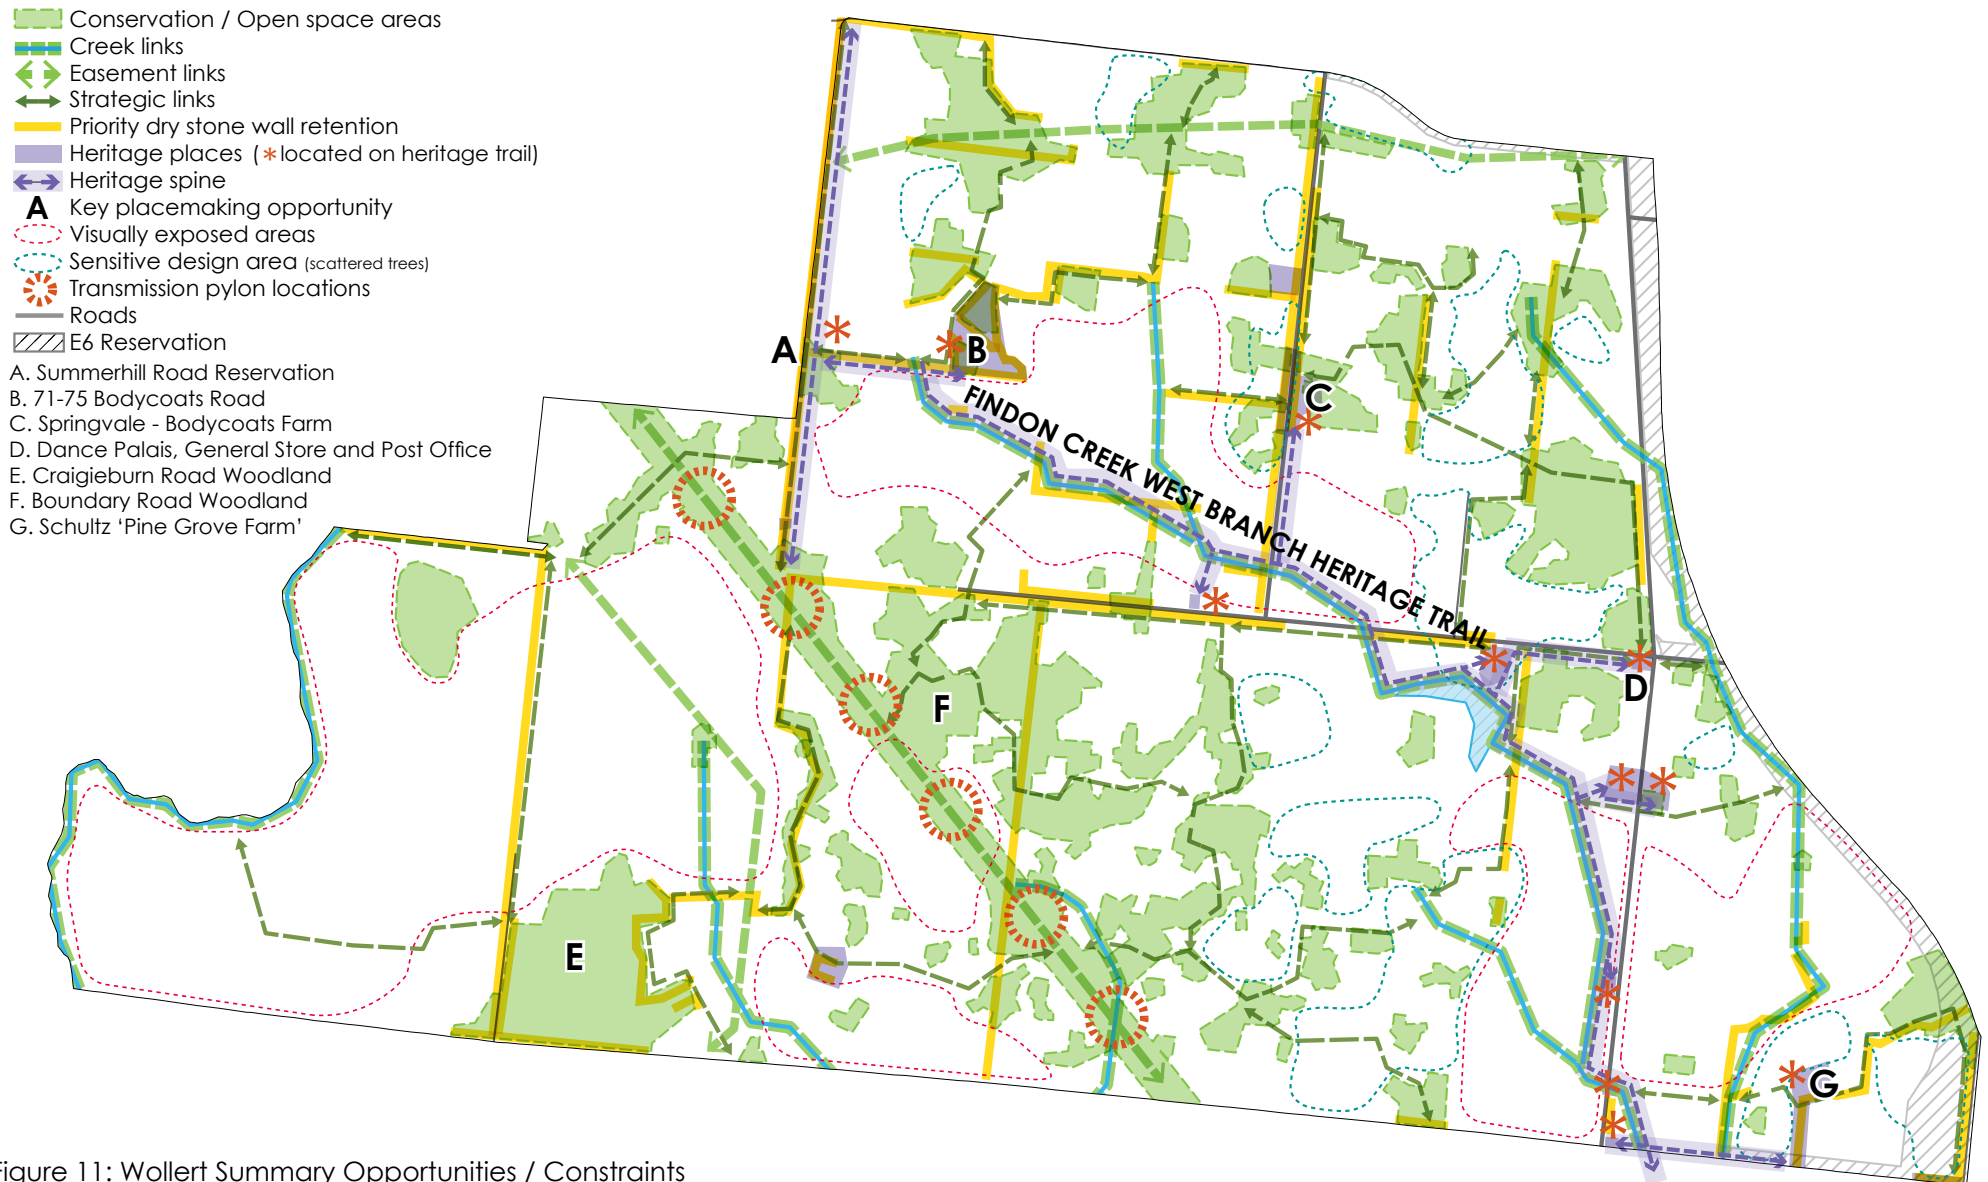 Conservation / Open space areas
Creek links
Easement links
Strategic links
Priority dry stone wall retention
Heritage places (*located on heritage trail)
Heritage spine
A Key placemaking opportunity
Visually exposed areas
Sensitive design area (scattered trees)
Transmission pylon locations
Roads
E6 Reservation
A. Summerhill Road Reservation
B. 71-75 Bodycoats Road
C. Springvale - Bodycoats Farm
D. Dance Palais, General Store and Post Office
E. Craigieburn Road Woodland
F. Boundary Road Woodland
G. Schultz ‘Pine Grove Farm’
A
B
C
FINDON CREEK WEST BRANCH HERITAGE TRAIL
D
F
E
G
Figure 11: Wollert Summary Opportunities / Constraints